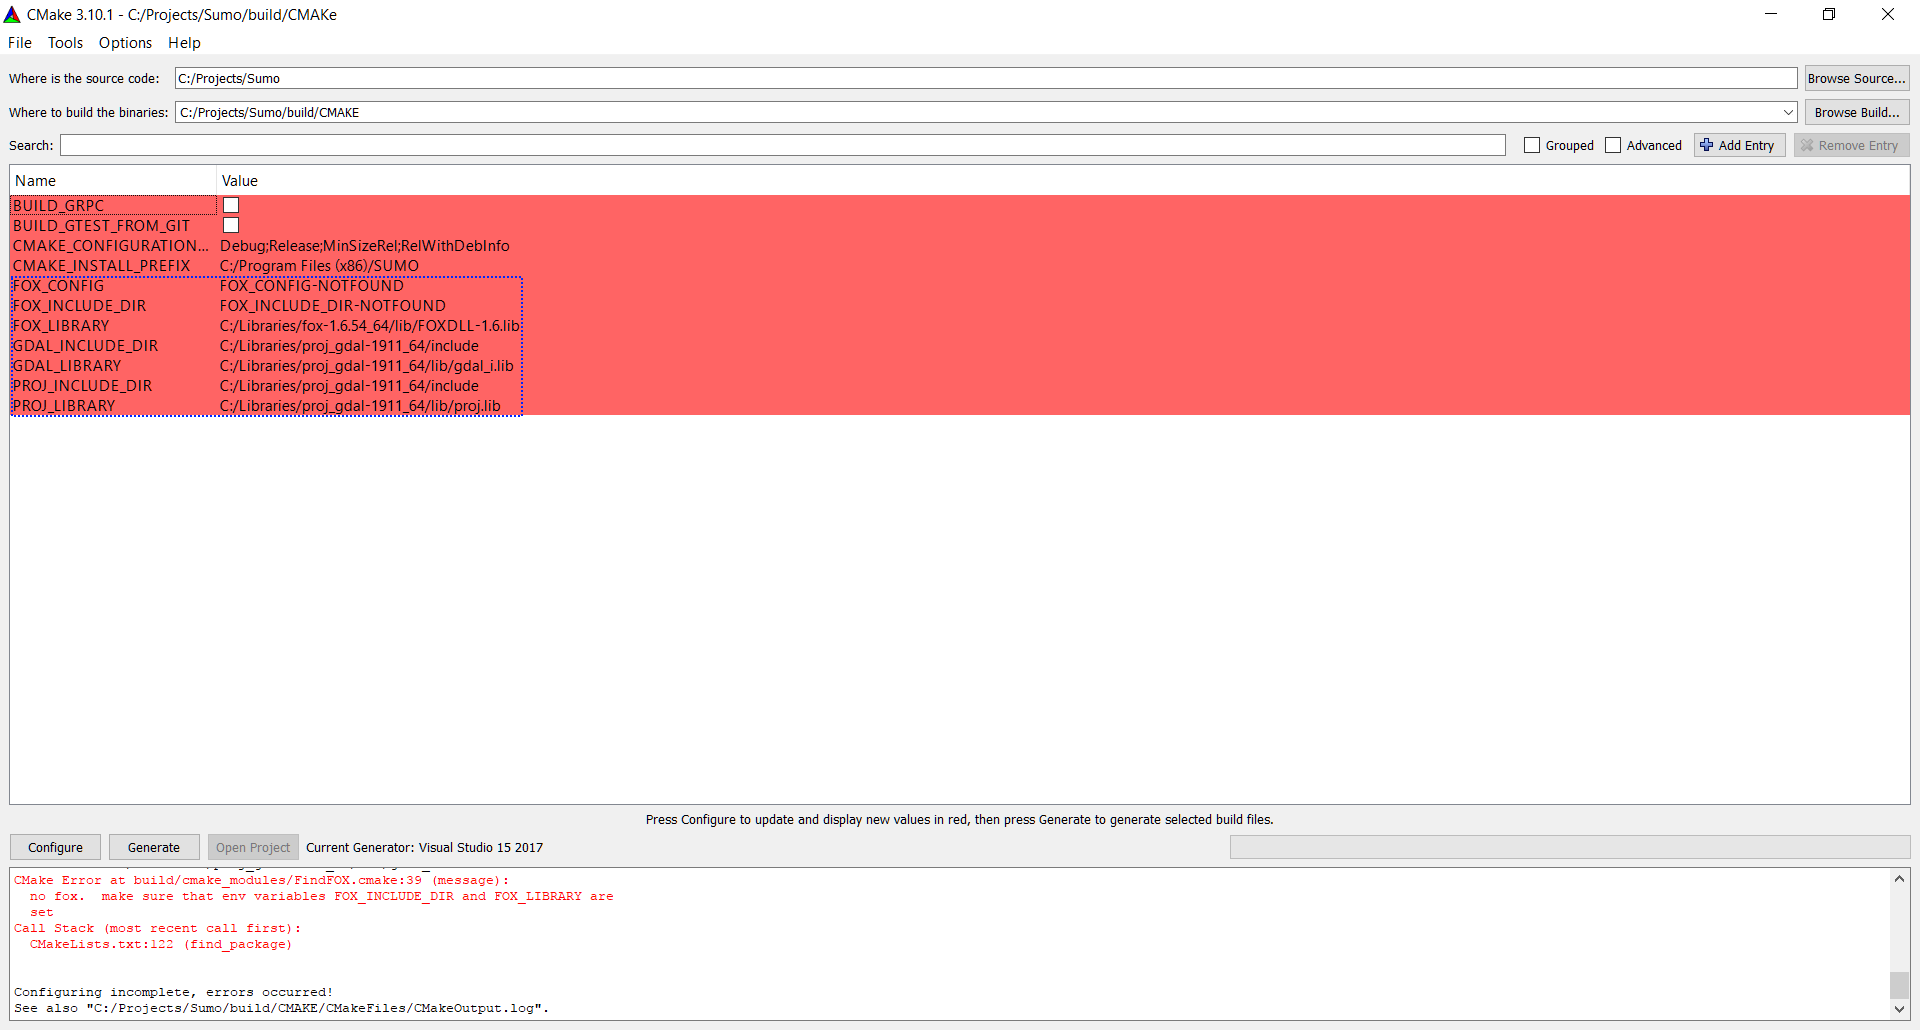 CMake 3.10.1 - C:/Projects/Sumo/build/CMAKe
File Tools Options Help
Where is the source code: C:/Projects/Sumo Browse Source...
Where to build the binaries: C:/Projects/Sumo/build/CMAKE Browse Build...
Search: Grouped Advanced Add Entry Remove Entry
Name Value
BUILD_GRPC
BUILD_GTEST_FROM_GIT
CMAKE_CONFIGURATION... Debug;Release;MinSizeRel;RelWithDebInfo
CMAKE_INSTALL_PREFIX C:/Program Files (x86)/SUMO
FOX_CONFIG FOX_CONFIG-NOTFOUND
FOX_INCLUDE_DIR FOX_INCLUDE_DIR-NOTFOUND
FOX_LIBRARY C:/Libraries/fox-1.6.54_64/lib/FOXDLL-1.6.lib
GDAL_INCLUDE_DIR C:/Libraries/proj_gdal-1911_64/include
GDAL_LIBRARY C:/Libraries/proj_gdal-1911_64/lib/gdal_i.lib
PROJ_INCLUDE_DIR C:/Libraries/proj_gdal-1911_64/include
PROJ_LIBRARY C:/Libraries/proj_gdal-1911_64/lib/proj.lib
Press Configure to update and display new values in red, then press Generate to generate selected build files.
Configure Generate Open Project Current Generator: Visual Studio 15 2017
CMake Error at build/cmake_modules/FindFOX.cmake:39 (message):
no fox. make sure that env variables FOX_INCLUDE_DIR and FOX_LIBRARY are
set
Call Stack (most recent call first):
CMakeLists.txt:122 (find_package)
Configuring incomplete, errors occurred!
See also "C:/Projects/Sumo/build/CMAKE/CMakeFiles/CMakeOutput.log".